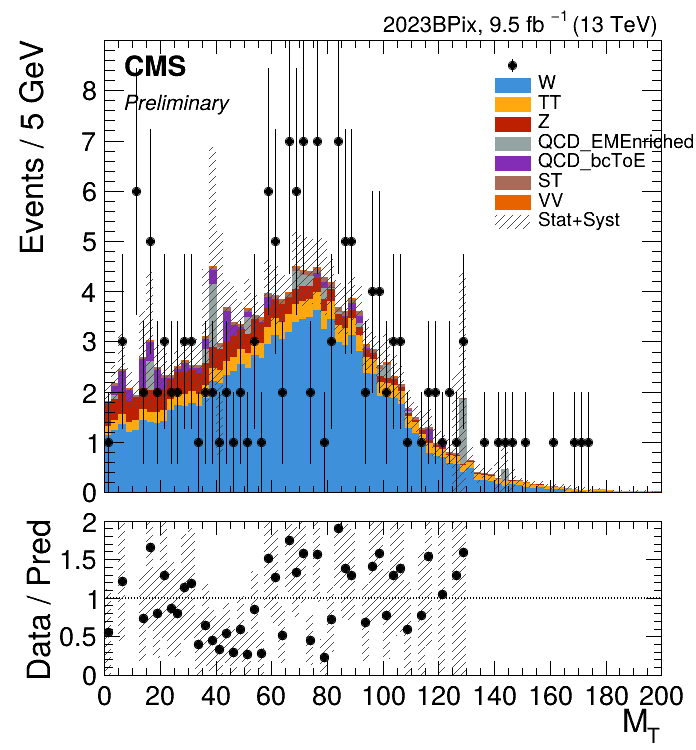 2023BPix, 9.5 fb⁻¹ (13 TeV)
CMS
Preliminary
W
TT
Z
QCD_EMEnriched
QCD_bcToE
ST
VV
Stat+Syst
Events / 5 GeV
8
7
6
5
4
3
2
1
0
Data / Pred
2
1.5
1
0.5
0
0 20 40 60 80 100 120 140 160 180 200
M_T